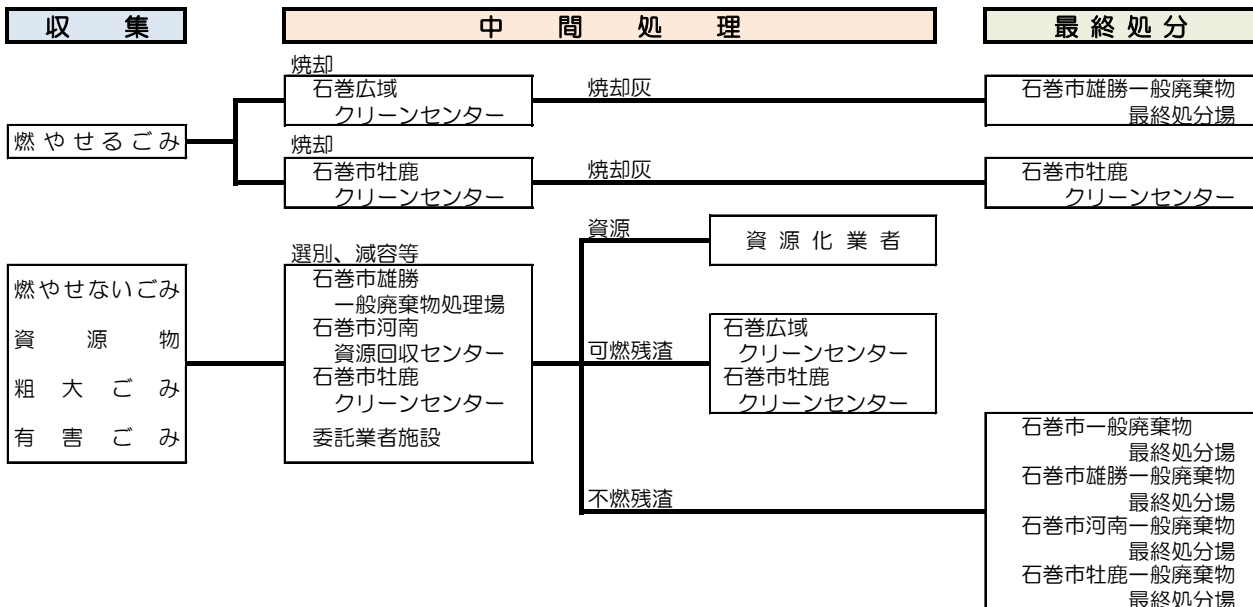 収集
中間処理
最終処分
焼却
石巻広域
クリーンセンター
焼却灰
石巻市雄勝一般廃棄物
最終処分場
燃やせるごみ
焼却
石巻市牡鹿
クリーンセンター
焼却灰
石巻市牡鹿
クリーンセンター
資源
資源化業者
選別、減容等
燃やせないごみ
資源物
粗大ごみ
有害ごみ
石巻市雄勝
一般廃棄物処理場
石巻市河南
資源回収センター
石巻市牡鹿
クリーンセンター
委託業者施設
可燃残渣
石巻広域
クリーンセンター
石巻市牡鹿
クリーンセンター
不燃残渣
石巻市一般廃棄物
最終処分場
石巻市雄勝一般廃棄物
最終処分場
石巻市河南一般廃棄物
最終処分場
石巻市牡鹿一般廃棄物
最終処分場